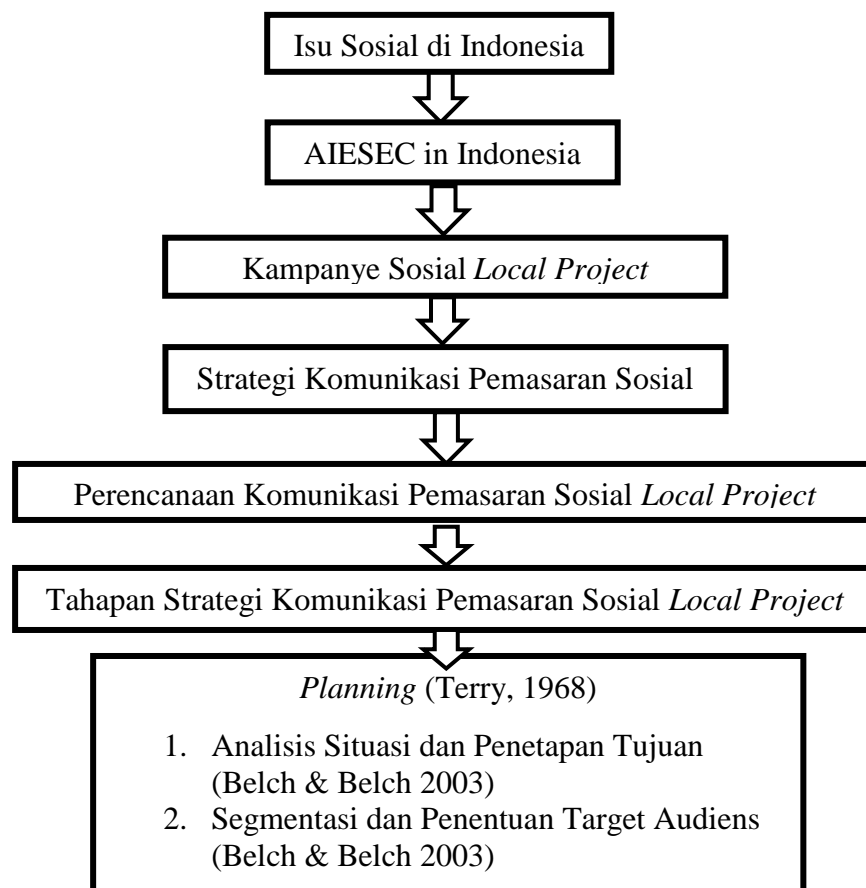 Isu Sosial di Indonesia
AIESEC in Indonesia
Kampanye Sosial Local Project
Strategi Komunikasi Pemasaran Sosial
Perencanaan Komunikasi Pemasaran Sosial Local Project
Tahapan Strategi Komunikasi Pemasaran Sosial Local Project
Planning (Terry, 1968)
1. Analisis Situasi dan Penetapan Tujuan
(Belch & Belch 2003)
2. Segmentasi dan Penentuan Target Audiens
(Belch & Belch 2003)